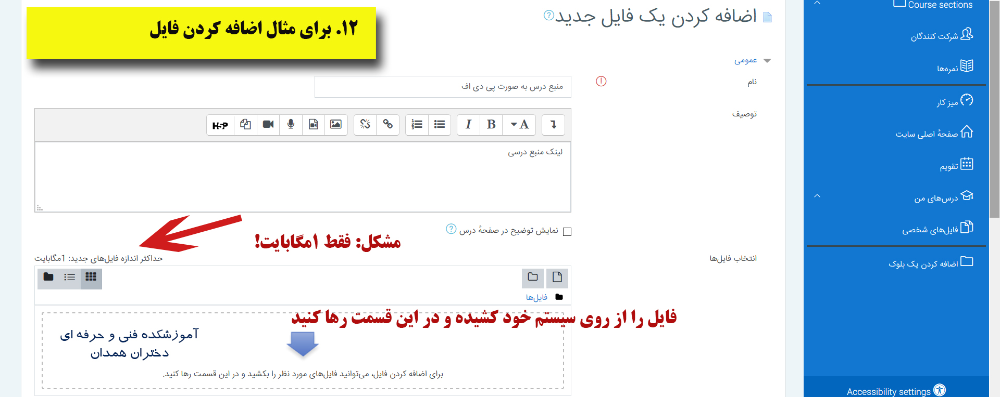 ۱۲. برای مثال اضافه کردن فایل
اضافه کردن یک فایل جدید
عمومی
نام
منبع درس به صورت پی دی اف
توصیف
A
B
I
H5P
لینک منبع درسی
نمایش توضیح در صفحهٔ درس
مشکل: فقط ۱مگابایت!
انتخاب فایل‌ها
حداکثر اندازه فایل‌های جدید: 1مگابایت
فایل‌ها
فایل را از روی سیستم خود کشیده و در این قسمت رها کنید
آموزشکده فنی و حرفه ای
دختران همدان
برای اضافه کردن فایل، می‌توانید فایل‌های مورد نظر را بکشید و در این قسمت رها کنید.
Course sections
شرکت کنندگان
نمره‌ها
میز کار
صفحهٔ اصلی سایت
تقویم
درس‌های من
فایل‌های شخصی
اضافه کردن یک بلوک
Accessibility settings